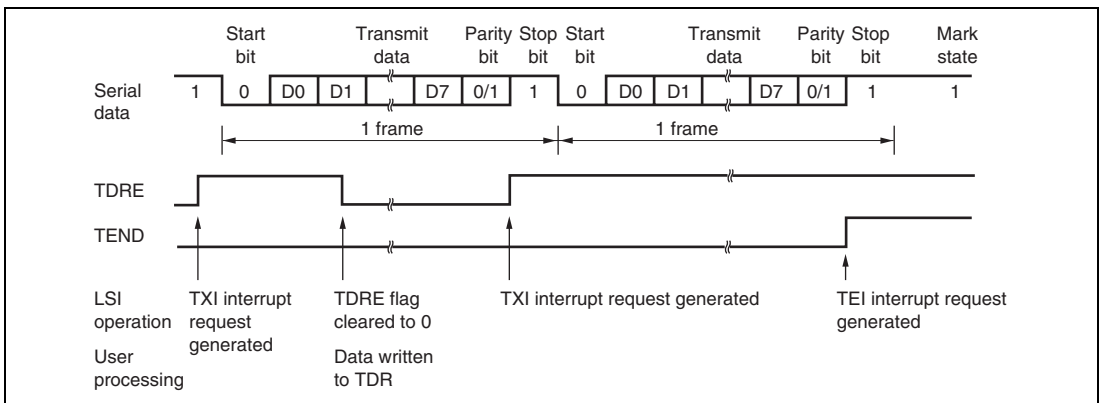 Start bit Transmit data Parity bit Stop bit Start bit Transmit data Parity bit Stop bit Mark state
Serial data 1 0 D0 D1 D7 0/1 1 0 D0 D1 D7 0/1 1 1
1 frame 1 frame
TDRE
TEND
LSI operation
TXI interrupt request generated
TDRE flag cleared to 0
TXI interrupt request generated
TEI interrupt request generated
User processing
Data written to TDR